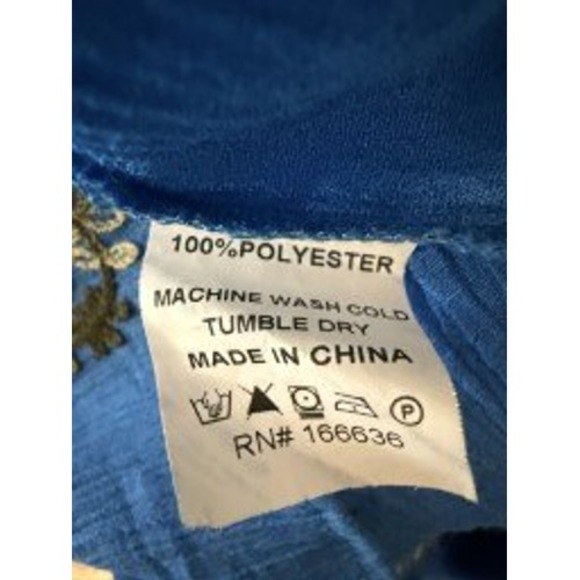 100%POLYESTER
MACHINE WASH COLD
TUMBLE DRY
MADE IN CHINA
P
RN# 166636